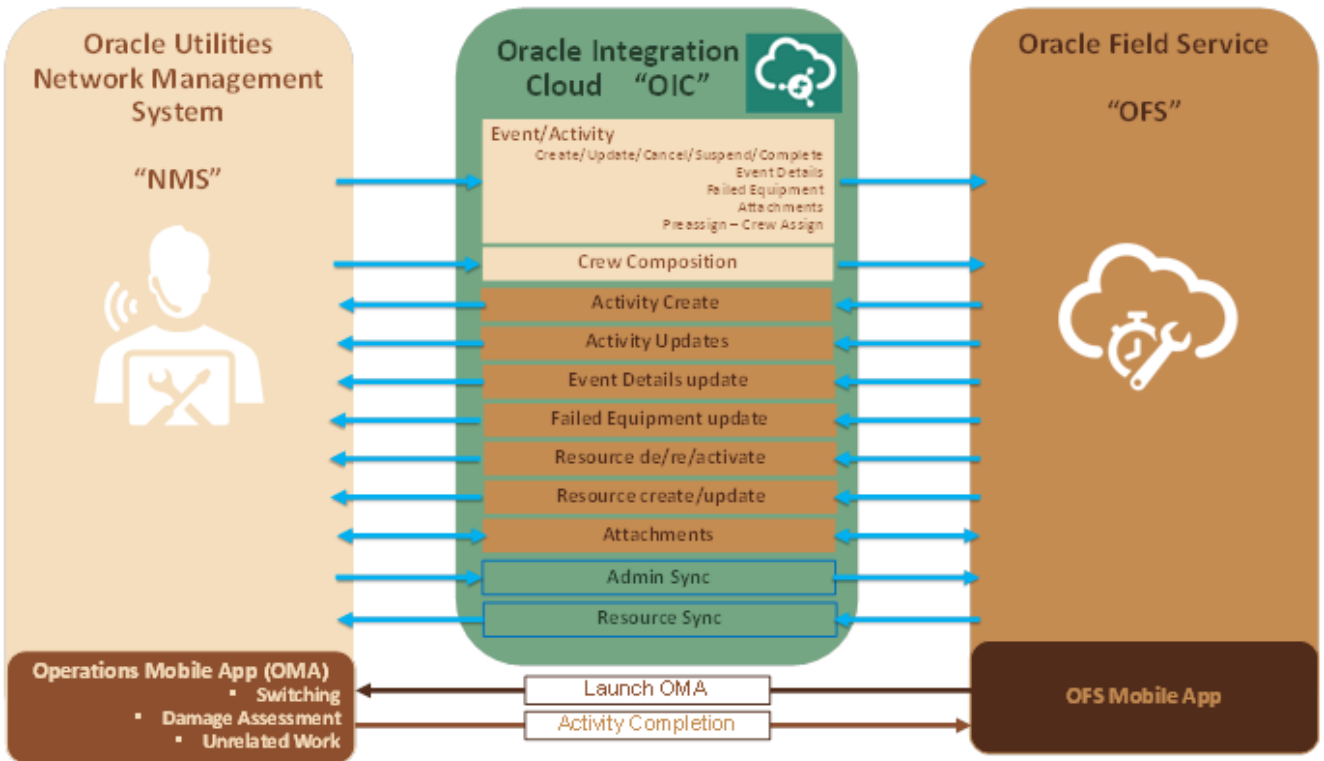 Oracle Utilities
Network Management
System
"NMS"
Oracle Integration
Cloud "OIC"
Event/Activity
Create/Update/Cancel/Suspend/Complete
Event Details
Failed Equipment
Attachments
Preassign – Crew Assign
Crew Composition
Activity Create
Activity Updates
Event Details update
Failed Equipment update
Resource de/re/activate
Resource create/update
Attachments
Admin Sync
Resource Sync
Oracle Field Service
"OFS"
Operations Mobile App (OMA)
▪ Switching
▪ Damage Assessment
▪ Unrelated Work
Launch OMA
Activity Completion
OFS Mobile App